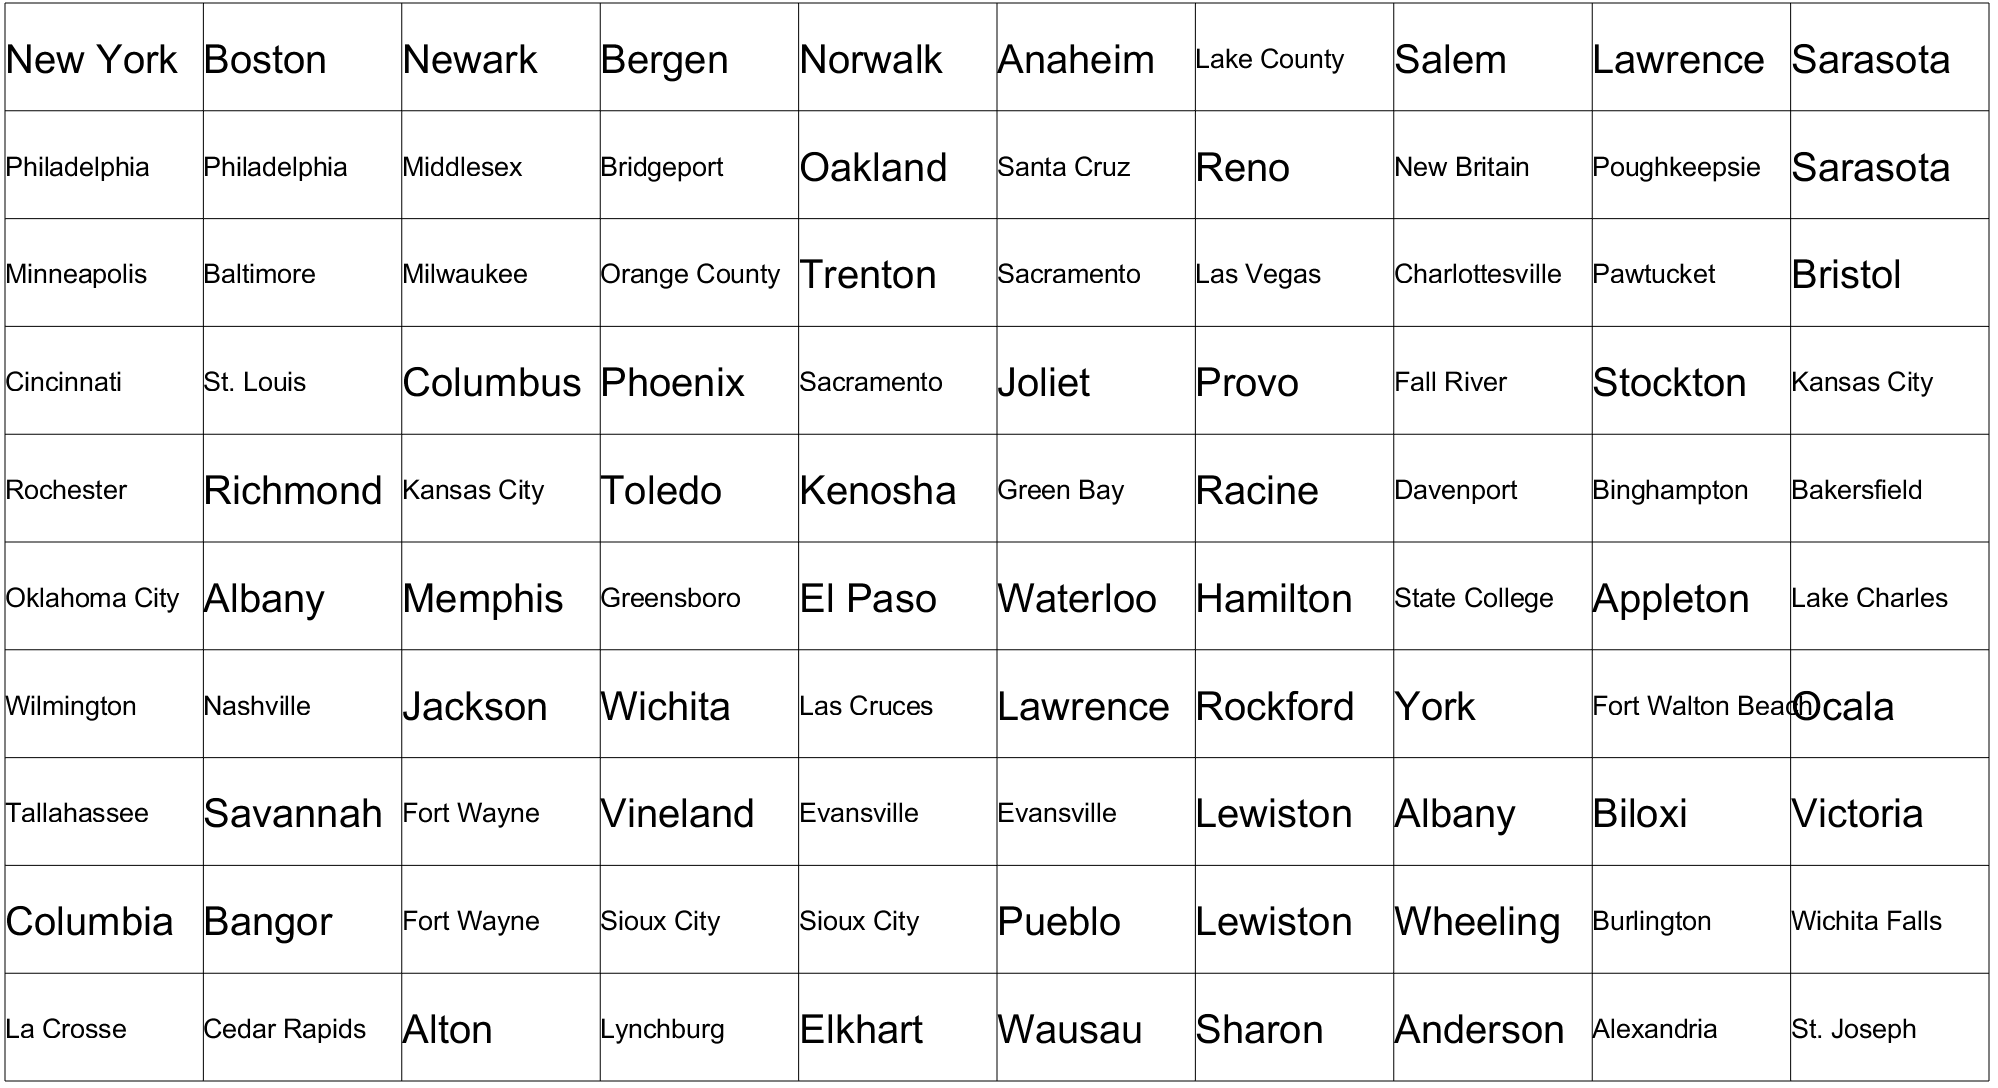 New York Boston Newark Bergen Norwalk Anaheim Lake County Salem Lawrence Sarasota
Philadelphia Philadelphia Middlesex Bridgeport Oakland Santa Cruz Reno New Britain Poughkeepsie Sarasota
Minneapolis Baltimore Milwaukee Orange County Trenton Sacramento Las Vegas Charlottesville Pawtucket Bristol
Cincinnati St. Louis Columbus Phoenix Sacramento Joliet Provo Fall River Stockton Kansas City
Rochester Richmond Kansas City Toledo Kenosha Green Bay Racine Davenport Binghampton Bakersfield
Oklahoma City Albany Memphis Greensboro El Paso Waterloo Hamilton State College Appleton Lake Charles
Wilmington Nashville Jackson Wichita Las Cruces Lawrence Rockford York Fort Walton Beach Ocala
Tallahassee Savannah Fort Wayne Vineland Evansville Evansville Lewiston Albany Biloxi Victoria
Columbia Bangor Fort Wayne Sioux City Sioux City Pueblo Lewiston Wheeling Burlington Wichita Falls
La Crosse Cedar Rapids Alton Lynchburg Elkhart Wausau Sharon Anderson Alexandria St. Joseph